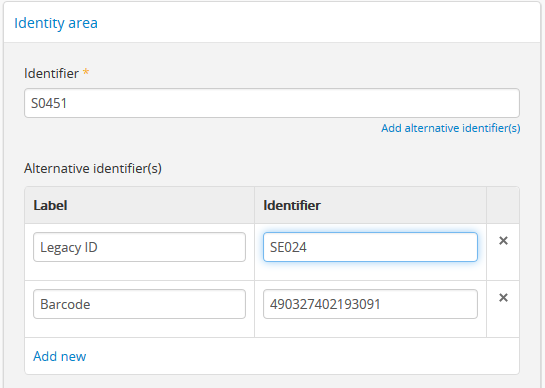 Identity area
Identifier *
S0451
Add alternative identifier(s)
Alternative identifier(s)
Label Identifier
Legacy ID SE024 ×
Barcode 490327402193091 ×
Add new